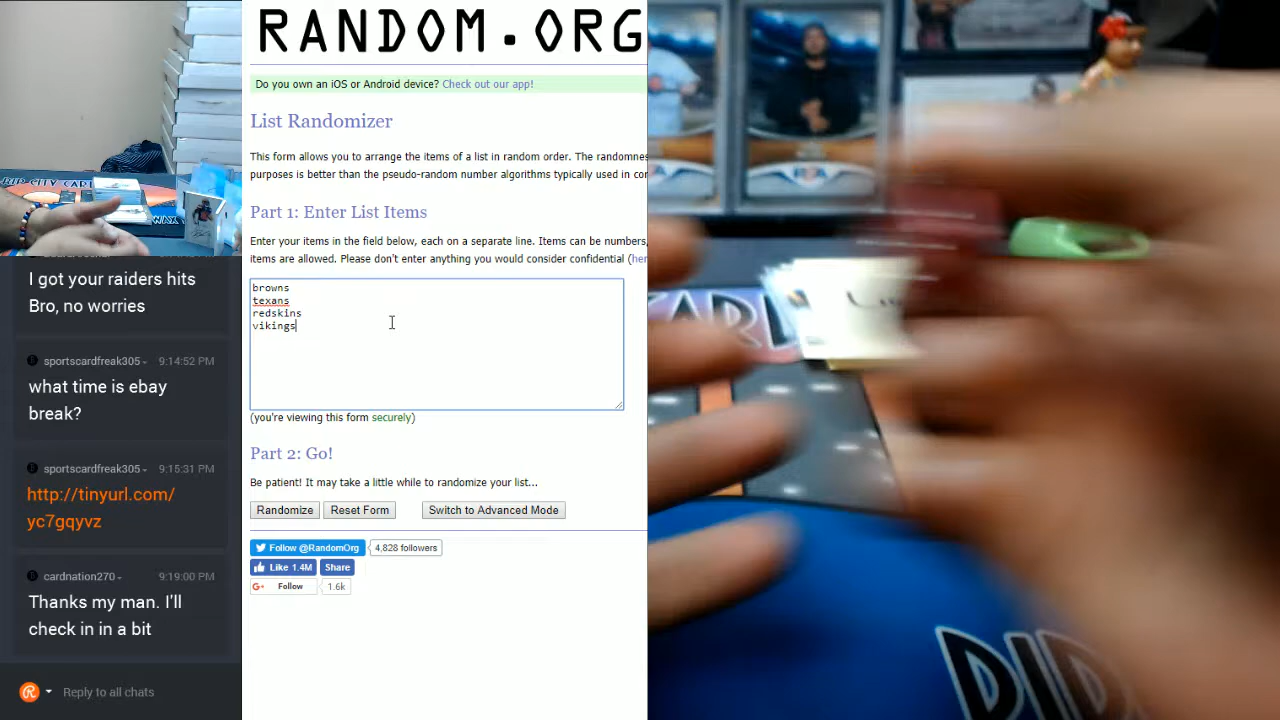 RANDOM.ORG
Do you own an iOS or Android device? Check out our app!
List Randomizer
This form allows you to arrange the items of a list in random order. The randomnes
purposes is better than the pseudo-random number algorithms typically used in co
Part 1: Enter List Items
Enter your items in the field below, each on a separate line. Items can be numbers,
items are allowed. Please don't enter anything you would consider confidential (her
browns
texans
redskins
vikings
(you're viewing this form securely)
Part 2: Go!
Be patient! It may take a little while to randomize your list...
Randomize
Reset Form
Switch to Advanced Mode
Follow @RandomOrg
4,828 followers
Like 1.4M
Share
G+ Follow
1.6k
RIP CITY CAR
WAX
I got your raiders hits
Bro, no worries
sportscardfreak305
9:14:52 PM
what time is ebay
break?
sportscardfreak305
9:15:31 PM
http://tinyurl.com/
yc7gqyvz
cardnation270
9:19:00 PM
Thanks my man. I'll
check in in a bit
Reply to all chats